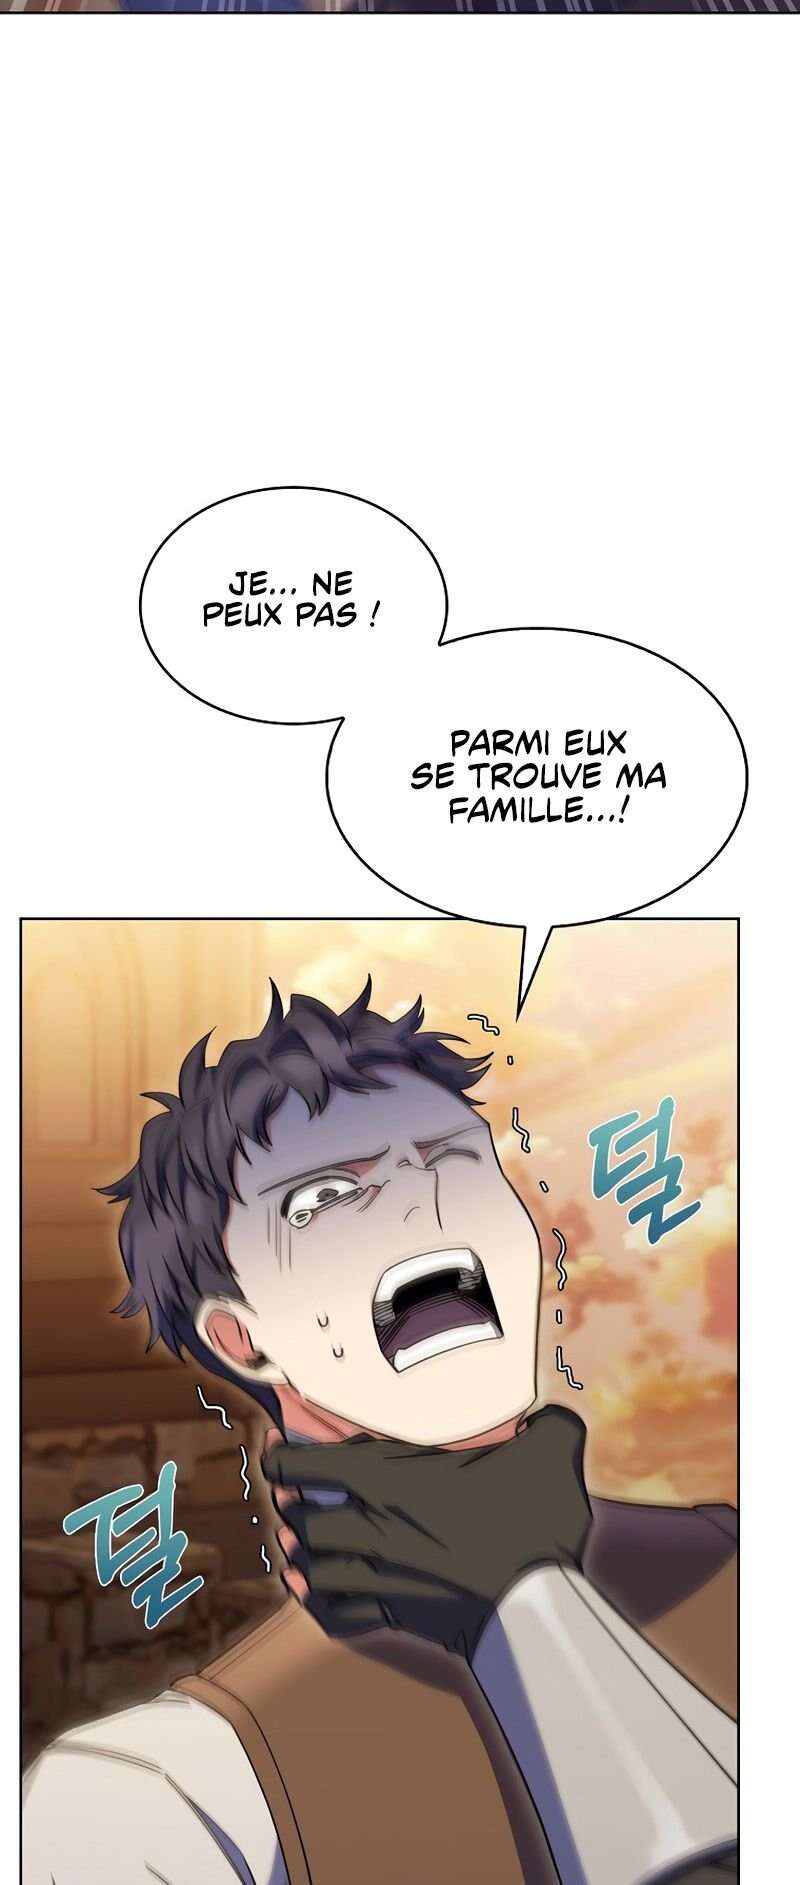 JE... NE
PEUX PAS !
PARMI EUX
SE TROUVE MA
FAMILLE...!
덜
덜